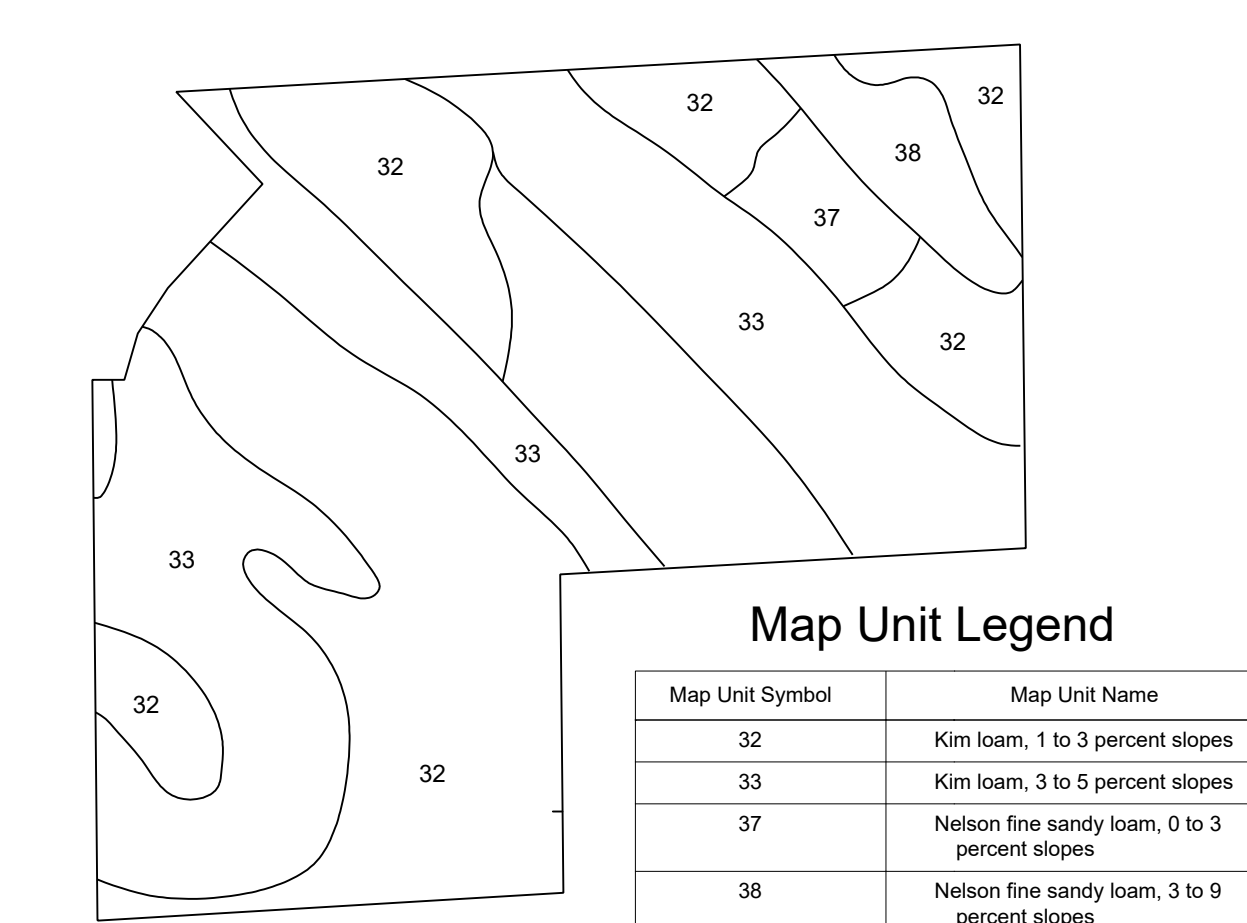 32
32
32
38
37
33
32
33
33
32
32
Map Unit Legend
Map Unit Symbol Map Unit Name
32 Kim loam, 1 to 3 percent slopes
33 Kim loam, 3 to 5 percent slopes
37 Nelson fine sandy loam, 0 to 3
percent slopes
38 Nelson fine sandy loam, 3 to 9
percent slopes